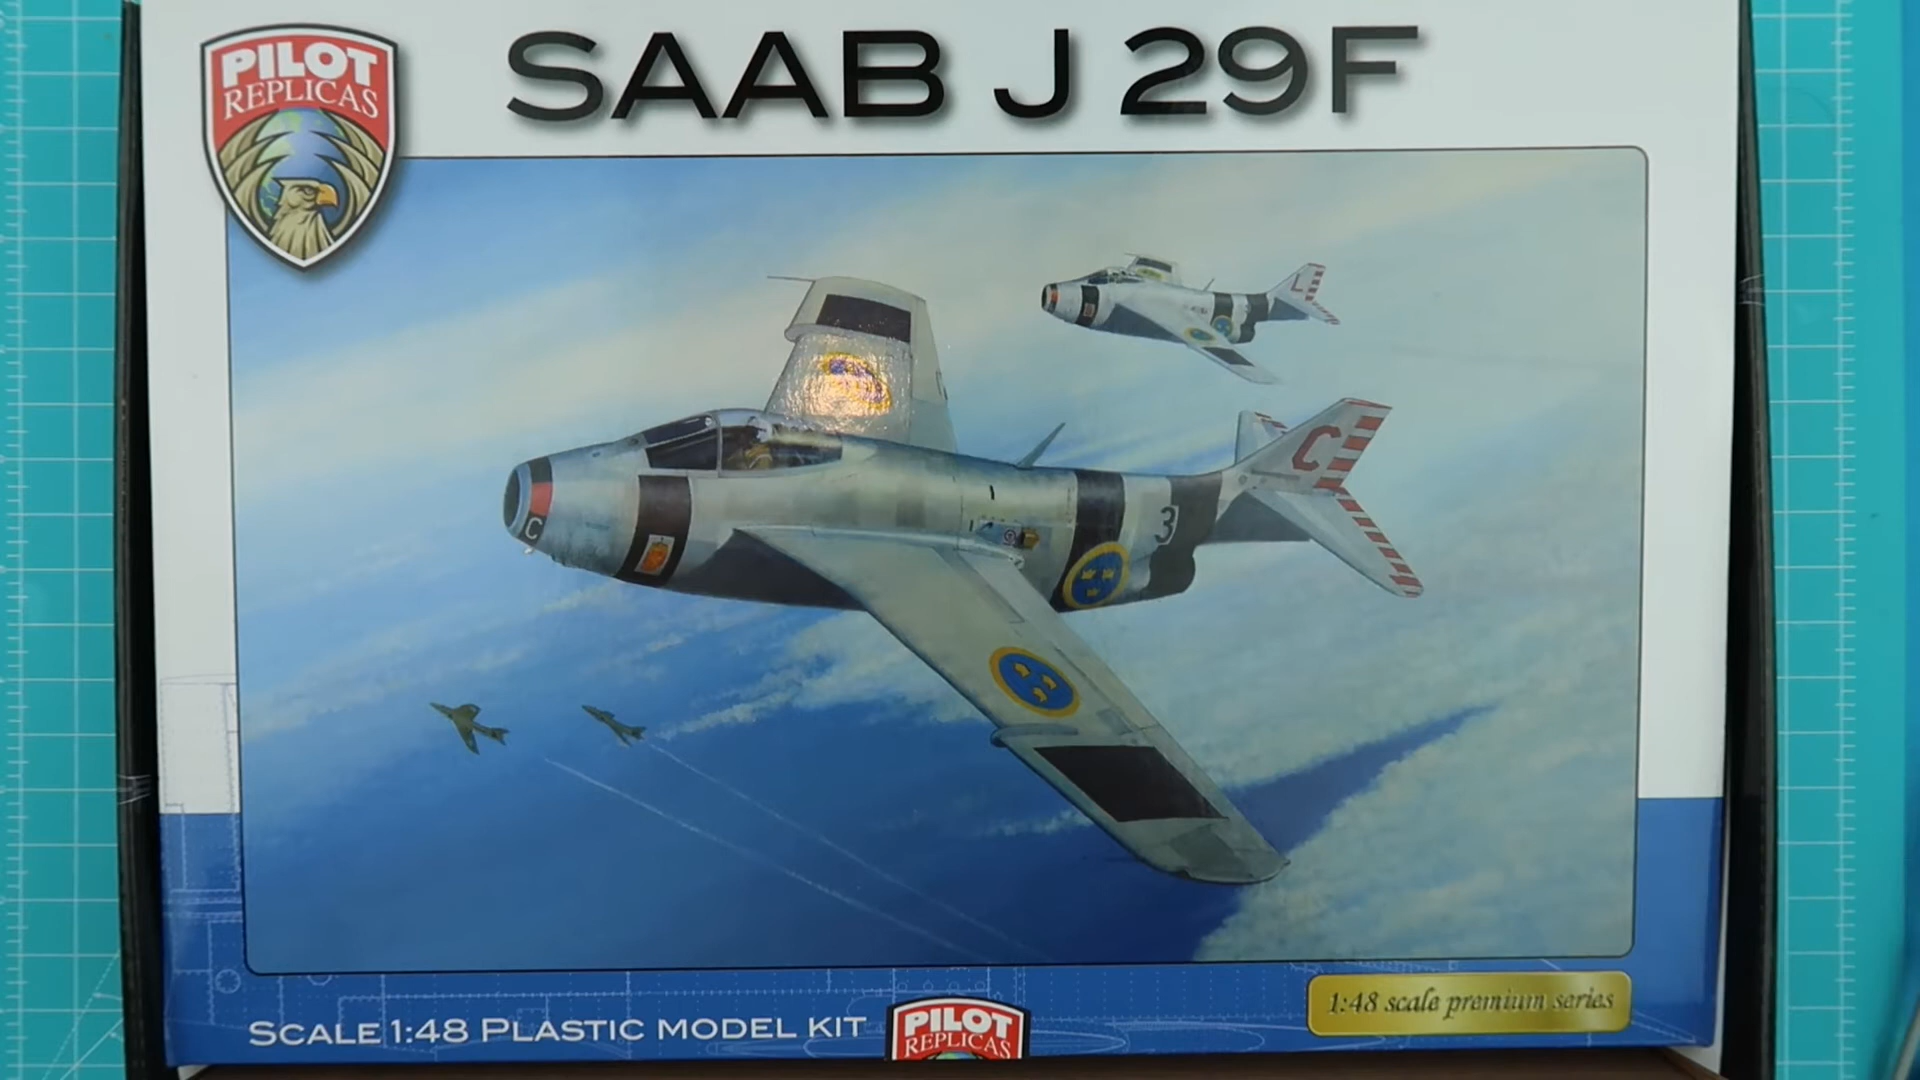 PILOT
REPLICAS
SAAB J 29F
L
C
C
3
1:48 scale premium series
SCALE 1:48 PLASTIC MODEL KIT
PILOT
REPLICAS